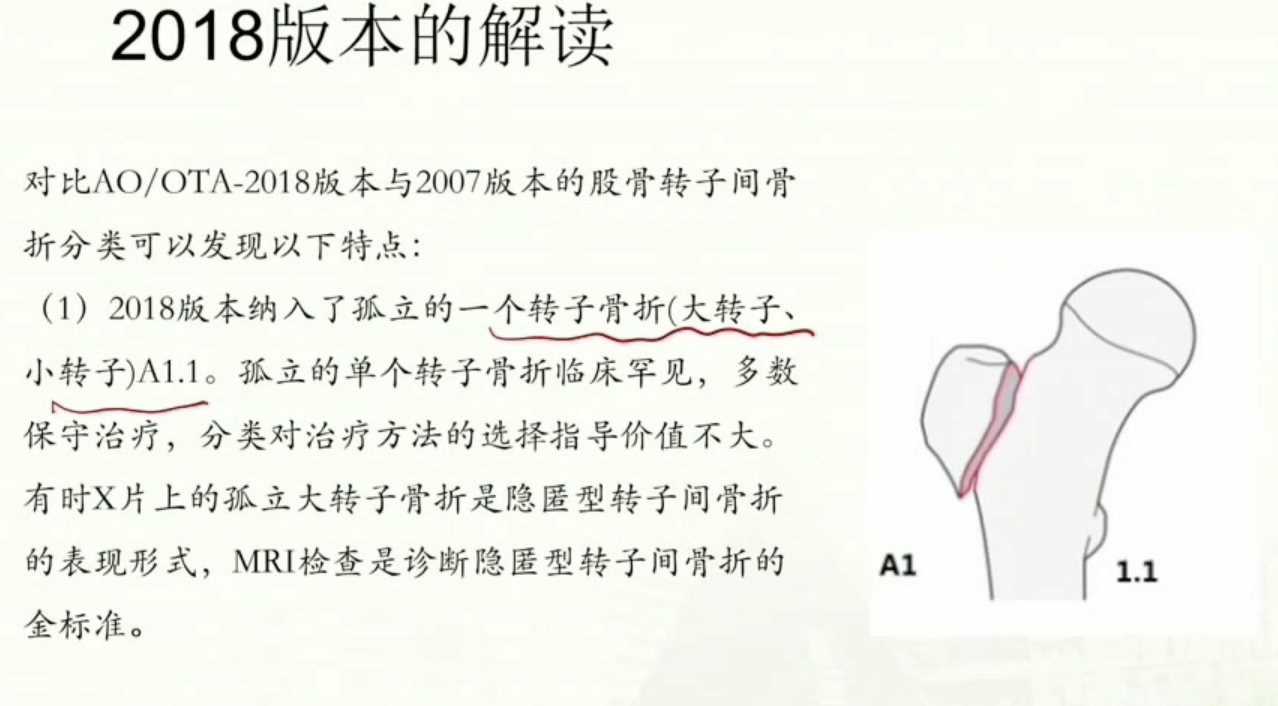 2018版本的解读
对比AO/OTA-2018版本与2007版本的股骨转子间骨
折分类可以发现以下特点：
（1）2018版本纳入了孤立的一个转子骨折(大转子、
小转子)A1.1。孤立的单个转子骨折临床罕见，多数
保守治疗，分类对治疗方法的选择指导价值不大。
有时X片上的孤立大转子骨折是隐匿型转子间骨折
的表现形式，MRI检查是诊断隐匿型转子间骨折的
金标准。
A1
1.1